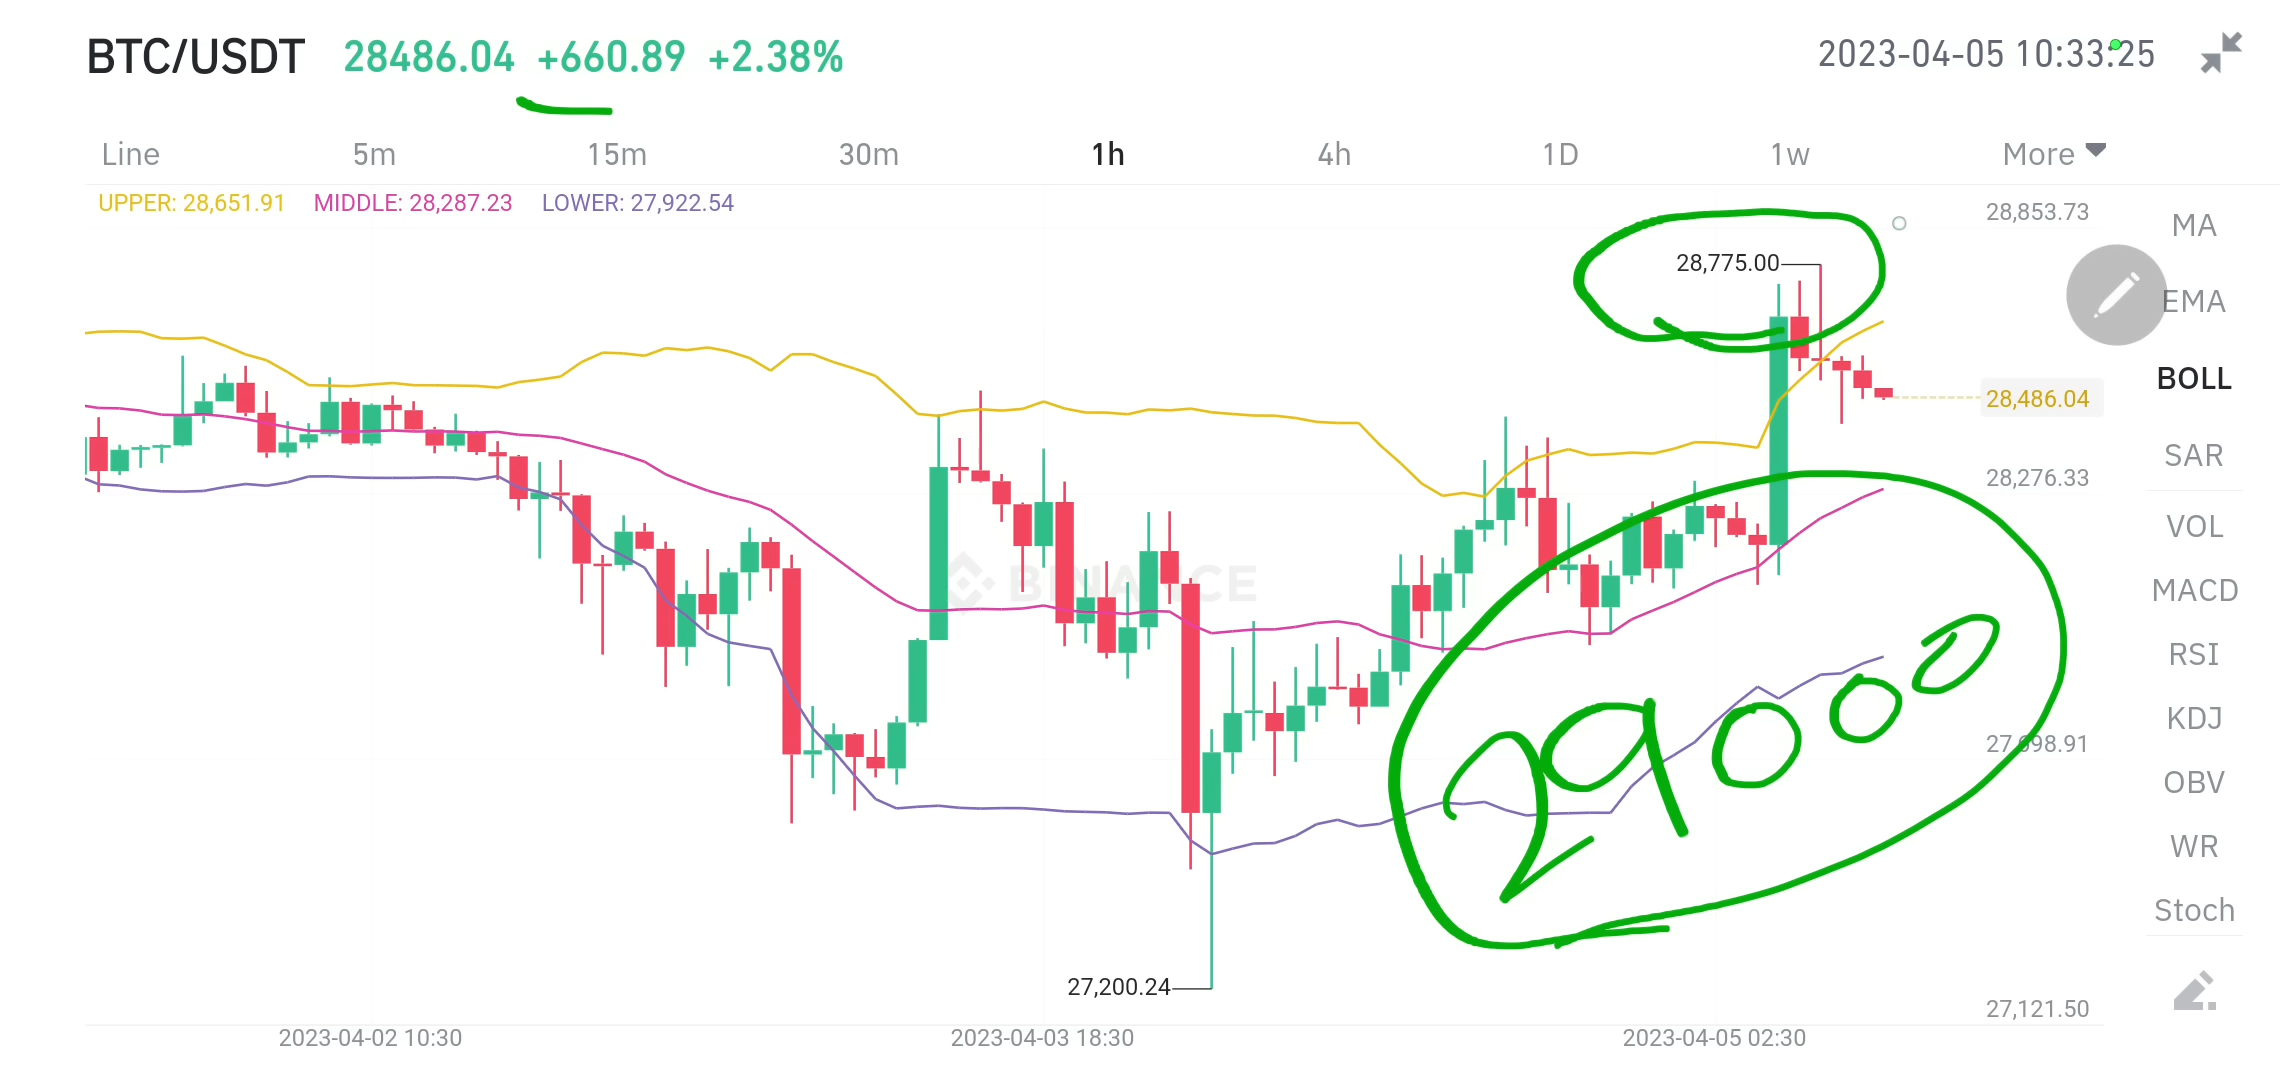 BTC/USDT 28486.04 +660.89 +2.38% 2023-04-05 10:33:25
Line 5m 15m 30m 1h 4h 1D 1w More
UPPER: 28,651.91 MIDDLE: 28,287.23 LOWER: 27,922.54
28,853.73
MA
28,775.00
EMA
BOLL
28,486.04
SAR
28,276.33
VOL
BINANCE
MACD
RSI
KDJ
29000
27,698.91
OBV
WR
Stoch
27,200.24
27,121.50
2023-04-02 10:30 2023-04-03 18:30 2023-04-05 02:30